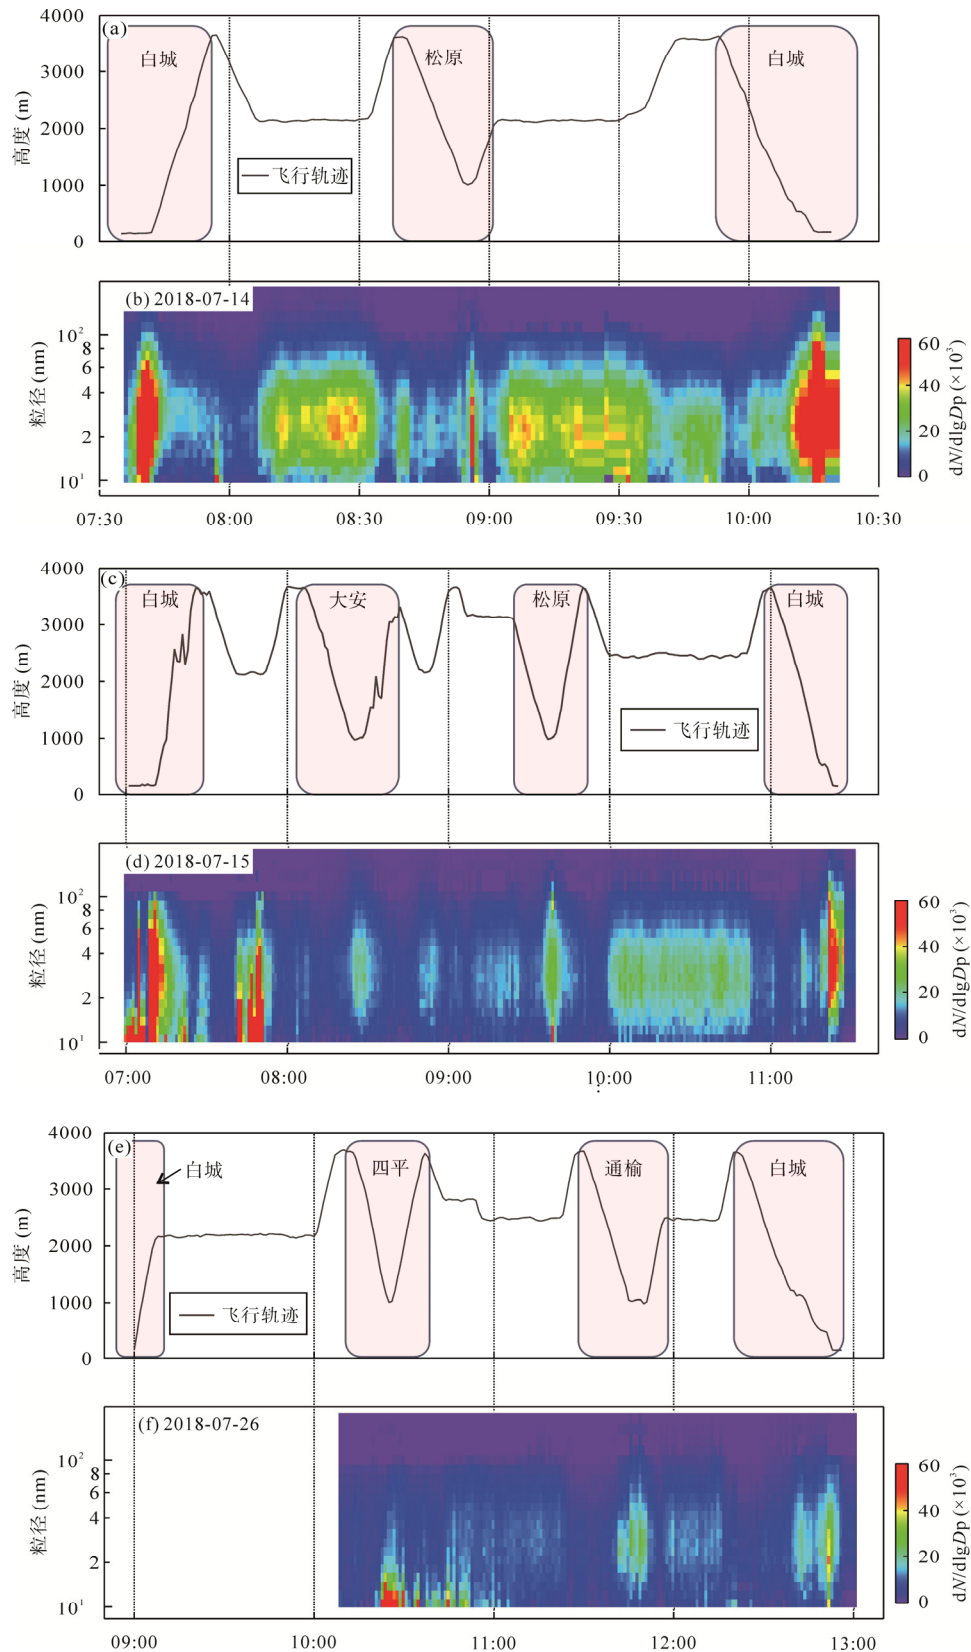 (a)
4000
3000
2000
1000
0
高度 (m)
白城
松原
白城
飞行轨迹
(b) 2018-07-14
10²
8
6
4
2
10¹
粒径 (nm)
07:30
08:00
08:30
09:00
09:30
10:00
10:30
60
40
20
0
dN/dlgDp (×10³)
(c)
4000
3000
2000
1000
0
高度 (m)
白城
大安
松原
白城
飞行轨迹
(d) 2018-07-15
10²
8
6
4
2
10¹
粒径 (nm)
07:00
08:00
09:00
10:00
11:00
60
40
20
0
dN/dlgDp (×10³)
(e)
4000
3000
2000
1000
0
高度 (m)
白城
四平
通榆
白城
飞行轨迹
(f) 2018-07-26
10²
8
6
4
2
10¹
粒径 (nm)
09:00
10:00
11:00
12:00
13:00
60
40
20
0
dN/dlgDp (×10³)